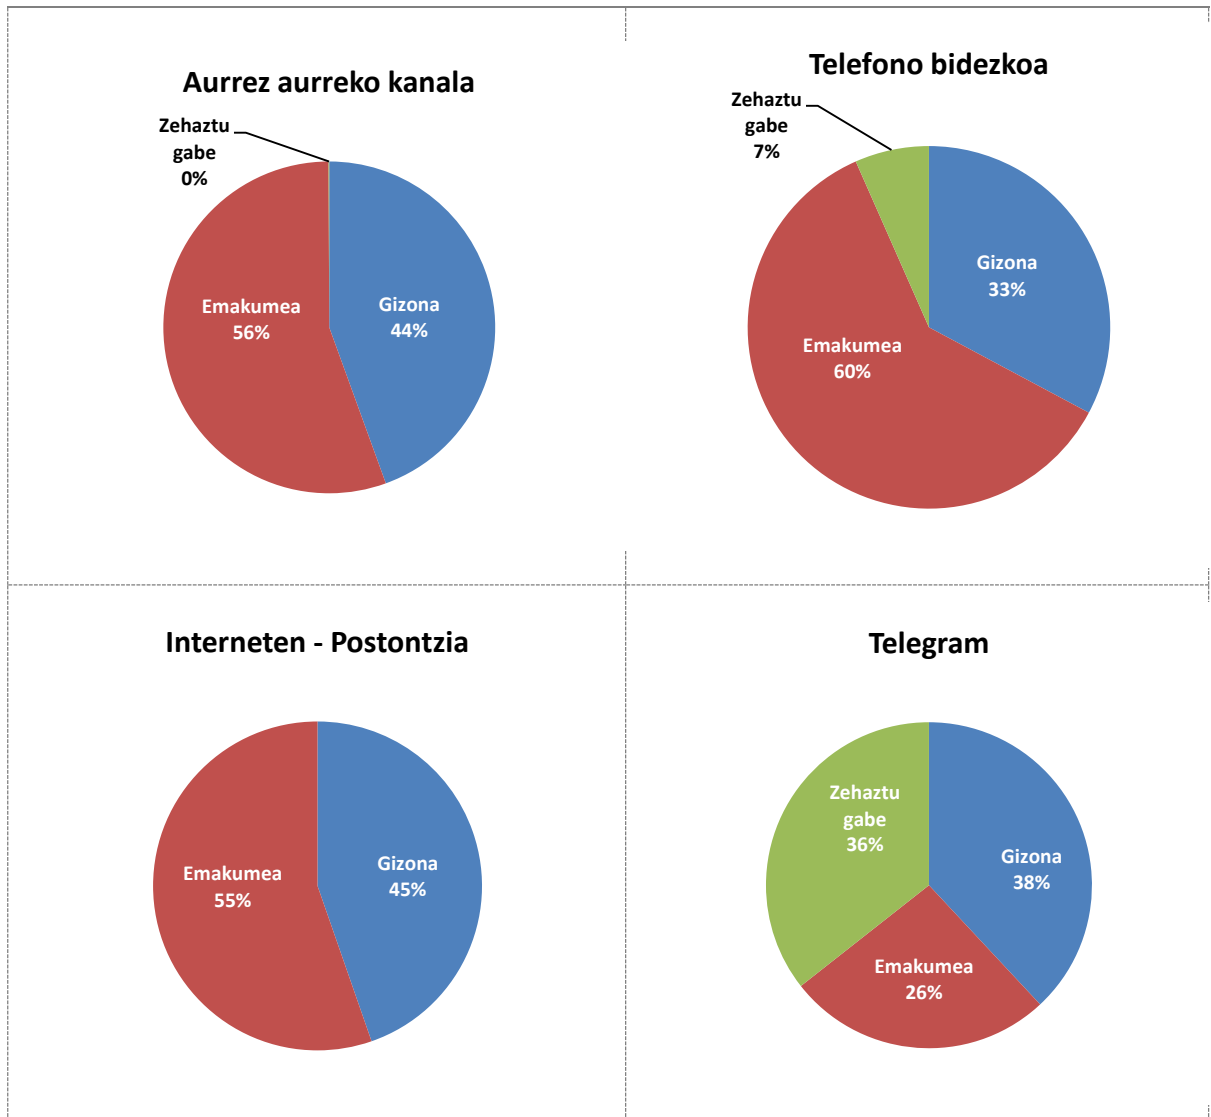 Aurrez aurreko kanala
Zehaztu
gabe
0%
Emakumea
56%
Gizona
44%
Telefono bidezkoa
Zehaztu
gabe
7%
Gizona
33%
Emakumea
60%
Interneten - Postontzia
Emakumea
55%
Gizona
45%
Telegram
Zehaztu
gabe
36%
Gizona
38%
Emakumea
26%